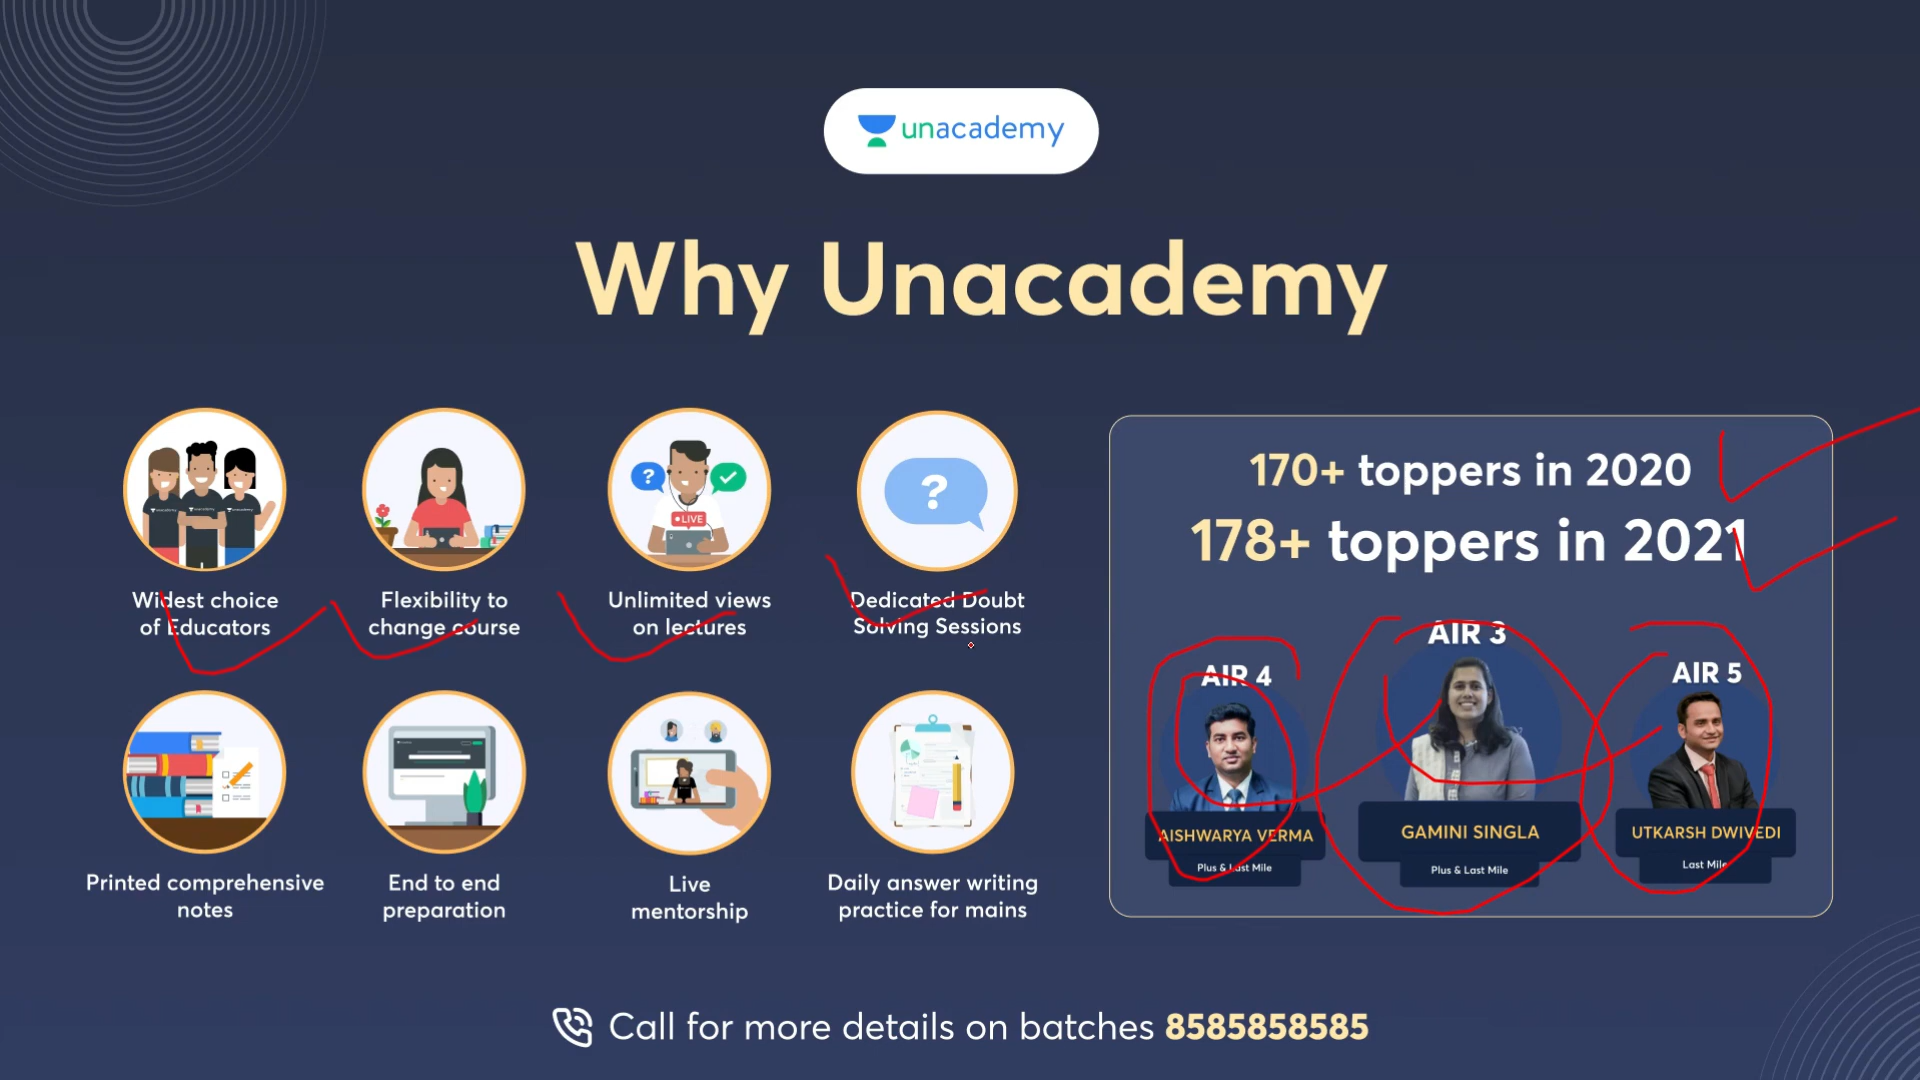 unacademy
Why Unacademy
Widest choice
of Educators
Flexibility to
change course
? LIVE
Unlimited views
on lectures
?
Dedicated Doubt
Solving Sessions
Printed comprehensive
notes
End to end
preparation
Live
mentorship
Daily answer writing
practice for mains
170+ toppers in 2020
178+ toppers in 2021
AIR 4
AISHWARYA VERMA
Plus & Last Mile
AIR 3
GAMINI SINGLA
Plus & Last Mile
AIR 5
UTKARSH DWIVEDI
Last Mile
Call for more details on batches 8585858585